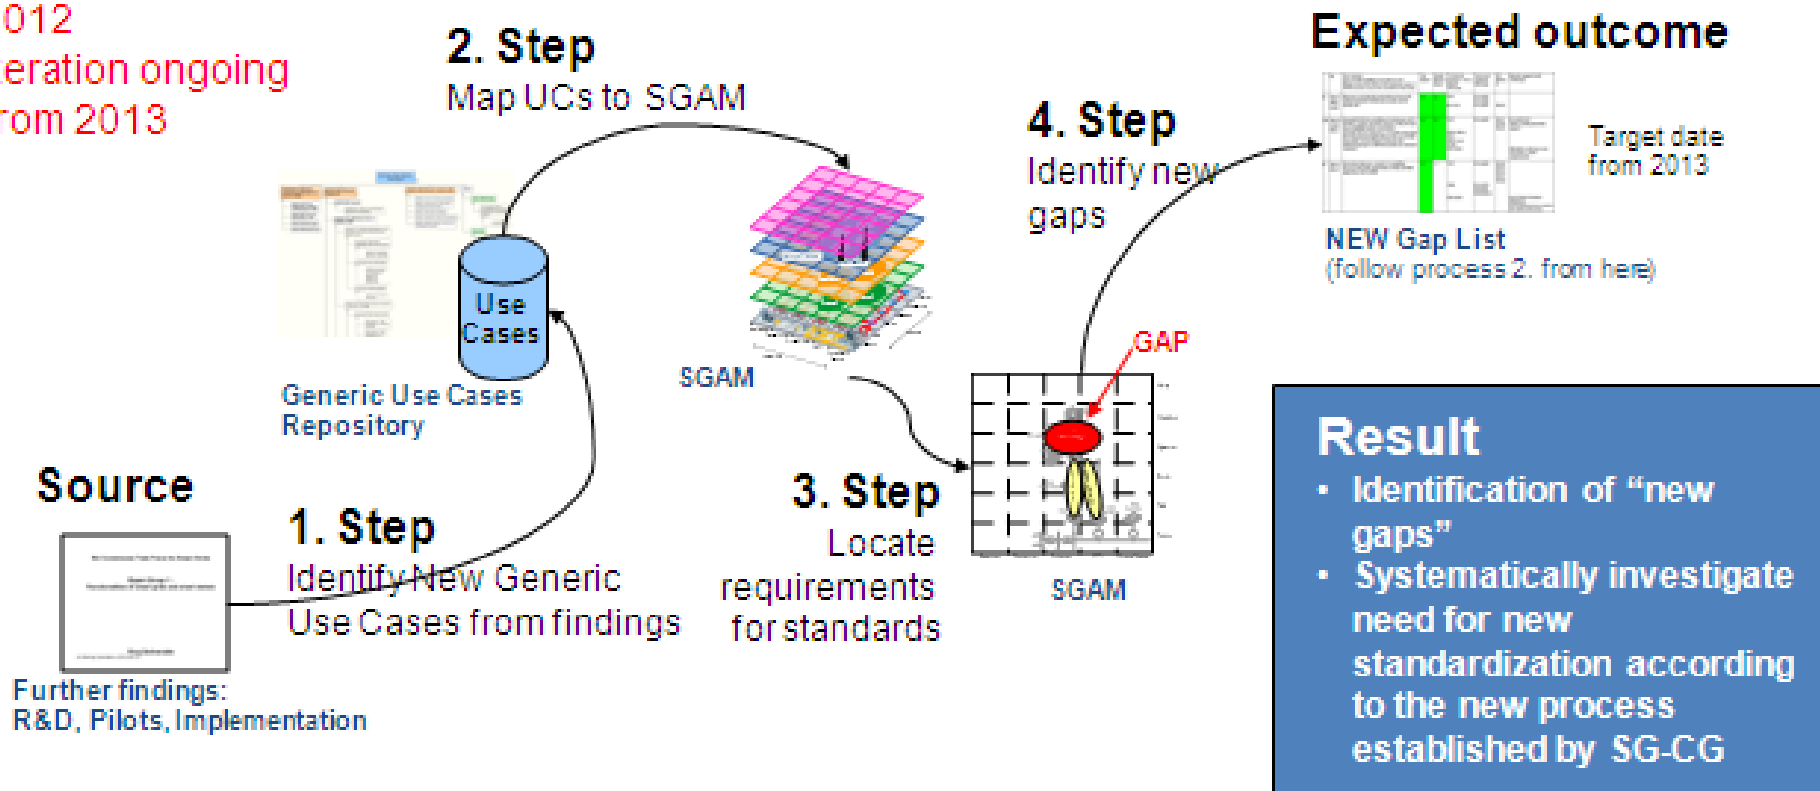 012
eration ongoing
rom 2013
2. Step
Map UCs to SGAM
Use
Cases
Generic Use Cases
Repository
Source
Further findings:
R&D, Pilots, Implementation
1. Step
Identify New Generic
Use Cases from findings
SGAM
3. Step
Locate
requirements
for standards
GAP
SGAM
4. Step
Identify new
gaps
Expected outcome
Target date
from 2013
NEW Gap List
(follow process 2. from here)
Result
• Identification of “new
gaps”
• Systematically investigate
need for new
standardization according
to the new process
established by SG-CG